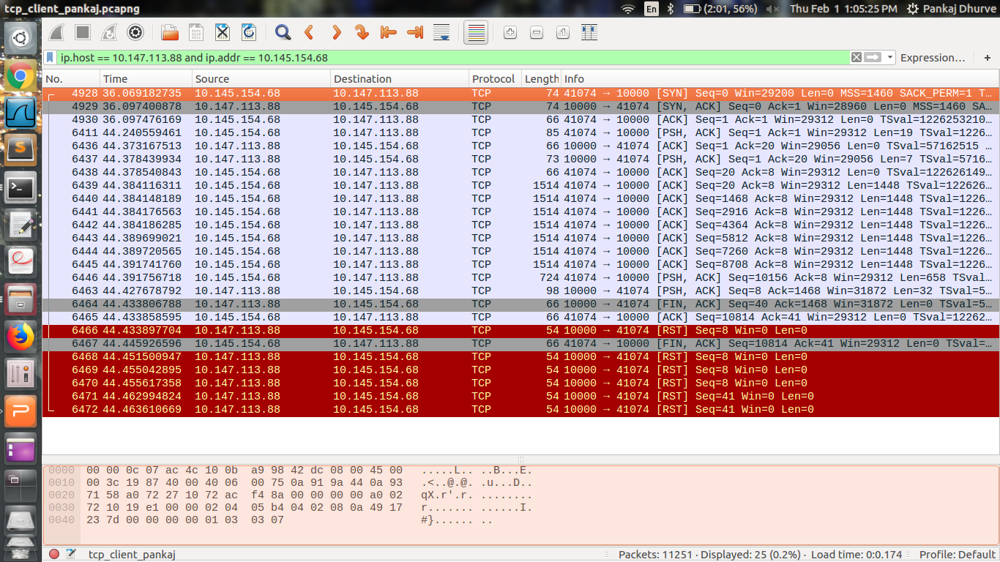 tcp_client_pankaj.pcapng En (2:01, 56%) Thu Feb 1 1:05:25 PM Pankaj Dhurve
ip.host == 10.147.113.88 and ip.addr == 10.145.154.68 Expression… +
No. Time Source Destination Protocol Length Info
4928 36.069182735 10.145.154.68 10.147.113.88 TCP 74 41074 → 10000 [SYN] Seq=0 Win=29200 Len=0 MSS=1460 SACK_PERM=1 T…
4929 36.097400878 10.147.113.88 10.145.154.68 TCP 74 10000 → 41074 [SYN, ACK] Seq=0 Ack=1 Win=28960 Len=0 MSS=1460 SA…
4930 36.097476169 10.145.154.68 10.147.113.88 TCP 66 41074 → 10000 [ACK] Seq=1 Ack=1 Win=29312 Len=0 TSval=1226253210…
6411 44.240559461 10.145.154.68 10.147.113.88 TCP 85 41074 → 10000 [PSH, ACK] Seq=1 Ack=1 Win=29312 Len=19 TSval=1226…
6436 44.373167513 10.147.113.88 10.145.154.68 TCP 66 10000 → 41074 [ACK] Seq=1 Ack=20 Win=29056 Len=0 TSval=57162515 …
6437 44.378439934 10.147.113.88 10.145.154.68 TCP 73 10000 → 41074 [PSH, ACK] Seq=1 Ack=20 Win=29056 Len=7 TSval=5716…
6438 44.378540843 10.145.154.68 10.147.113.88 TCP 66 41074 → 10000 [ACK] Seq=20 Ack=8 Win=29312 Len=0 TSval=122626149…
6439 44.384116311 10.145.154.68 10.147.113.88 TCP 1514 41074 → 10000 [ACK] Seq=20 Ack=8 Win=29312 Len=1448 TSval=122626…
6440 44.384148189 10.145.154.68 10.147.113.88 TCP 1514 41074 → 10000 [ACK] Seq=1468 Ack=8 Win=29312 Len=1448 TSval=1226…
6441 44.384176563 10.145.154.68 10.147.113.88 TCP 1514 41074 → 10000 [ACK] Seq=2916 Ack=8 Win=29312 Len=1448 TSval=1226…
6442 44.384186285 10.145.154.68 10.147.113.88 TCP 1514 41074 → 10000 [ACK] Seq=4364 Ack=8 Win=29312 Len=1448 TSval=1226…
6443 44.389699021 10.145.154.68 10.147.113.88 TCP 1514 41074 → 10000 [ACK] Seq=5812 Ack=8 Win=29312 Len=1448 TSval=1226…
6444 44.389720565 10.145.154.68 10.147.113.88 TCP 1514 41074 → 10000 [ACK] Seq=7260 Ack=8 Win=29312 Len=1448 TSval=1226…
6445 44.391741760 10.145.154.68 10.147.113.88 TCP 1514 41074 → 10000 [ACK] Seq=8708 Ack=8 Win=29312 Len=1448 TSval=1226…
6446 44.391756718 10.145.154.68 10.147.113.88 TCP 724 41074 → 10000 [PSH, ACK] Seq=10156 Ack=8 Win=29312 Len=658 TSval…
6463 44.427678792 10.147.113.88 10.145.154.68 TCP 98 10000 → 41074 [PSH, ACK] Seq=8 Ack=1468 Win=31872 Len=32 TSval=5…
6464 44.433806788 10.147.113.88 10.145.154.68 TCP 66 10000 → 41074 [FIN, ACK] Seq=40 Ack=1468 Win=31872 Len=0 TSval=5…
6465 44.433858595 10.145.154.68 10.147.113.88 TCP 66 41074 → 10000 [ACK] Seq=10814 Ack=41 Win=29312 Len=0 TSval=12262…
6466 44.433897704 10.147.113.88 10.145.154.68 TCP 54 10000 → 41074 [RST] Seq=8 Win=0 Len=0
6467 44.445926596 10.145.154.68 10.147.113.88 TCP 66 41074 → 10000 [FIN, ACK] Seq=10814 Ack=41 Win=29312 Len=0 TSval=…
6468 44.451500947 10.147.113.88 10.145.154.68 TCP 54 10000 → 41074 [RST] Seq=8 Win=0 Len=0
6469 44.455042895 10.147.113.88 10.145.154.68 TCP 54 10000 → 41074 [RST] Seq=8 Win=0 Len=0
6470 44.455617358 10.147.113.88 10.145.154.68 TCP 54 10000 → 41074 [RST] Seq=8 Win=0 Len=0
6471 44.462994824 10.147.113.88 10.145.154.68 TCP 54 10000 → 41074 [RST] Seq=41 Win=0 Len=0
6472 44.463610669 10.147.113.88 10.145.154.68 TCP 54 10000 → 41074 [RST] Seq=41 Win=0 Len=0
0000 00 00 0c 07 ac 4c 10 0b a9 98 42 dc 08 00 45 00 .....L.. ..B...E.
0010 00 3c 19 87 40 00 40 06 00 75 0a 91 9a 44 0a 93 .<..@.@. .u...D..
0020 71 58 a0 72 27 10 72 ac f4 8a 00 00 00 00 a0 02 qX.r'.r. ........
0030 72 10 19 e1 00 00 02 04 05 b4 04 02 08 0a 49 17 r....... ......I.
0040 23 7d 00 00 00 00 01 03 03 07 #}...... ..
tcp_client_pankaj Packets: 11251 · Displayed: 25 (0.2%) · Load time: 0:0.174 Profile: Default